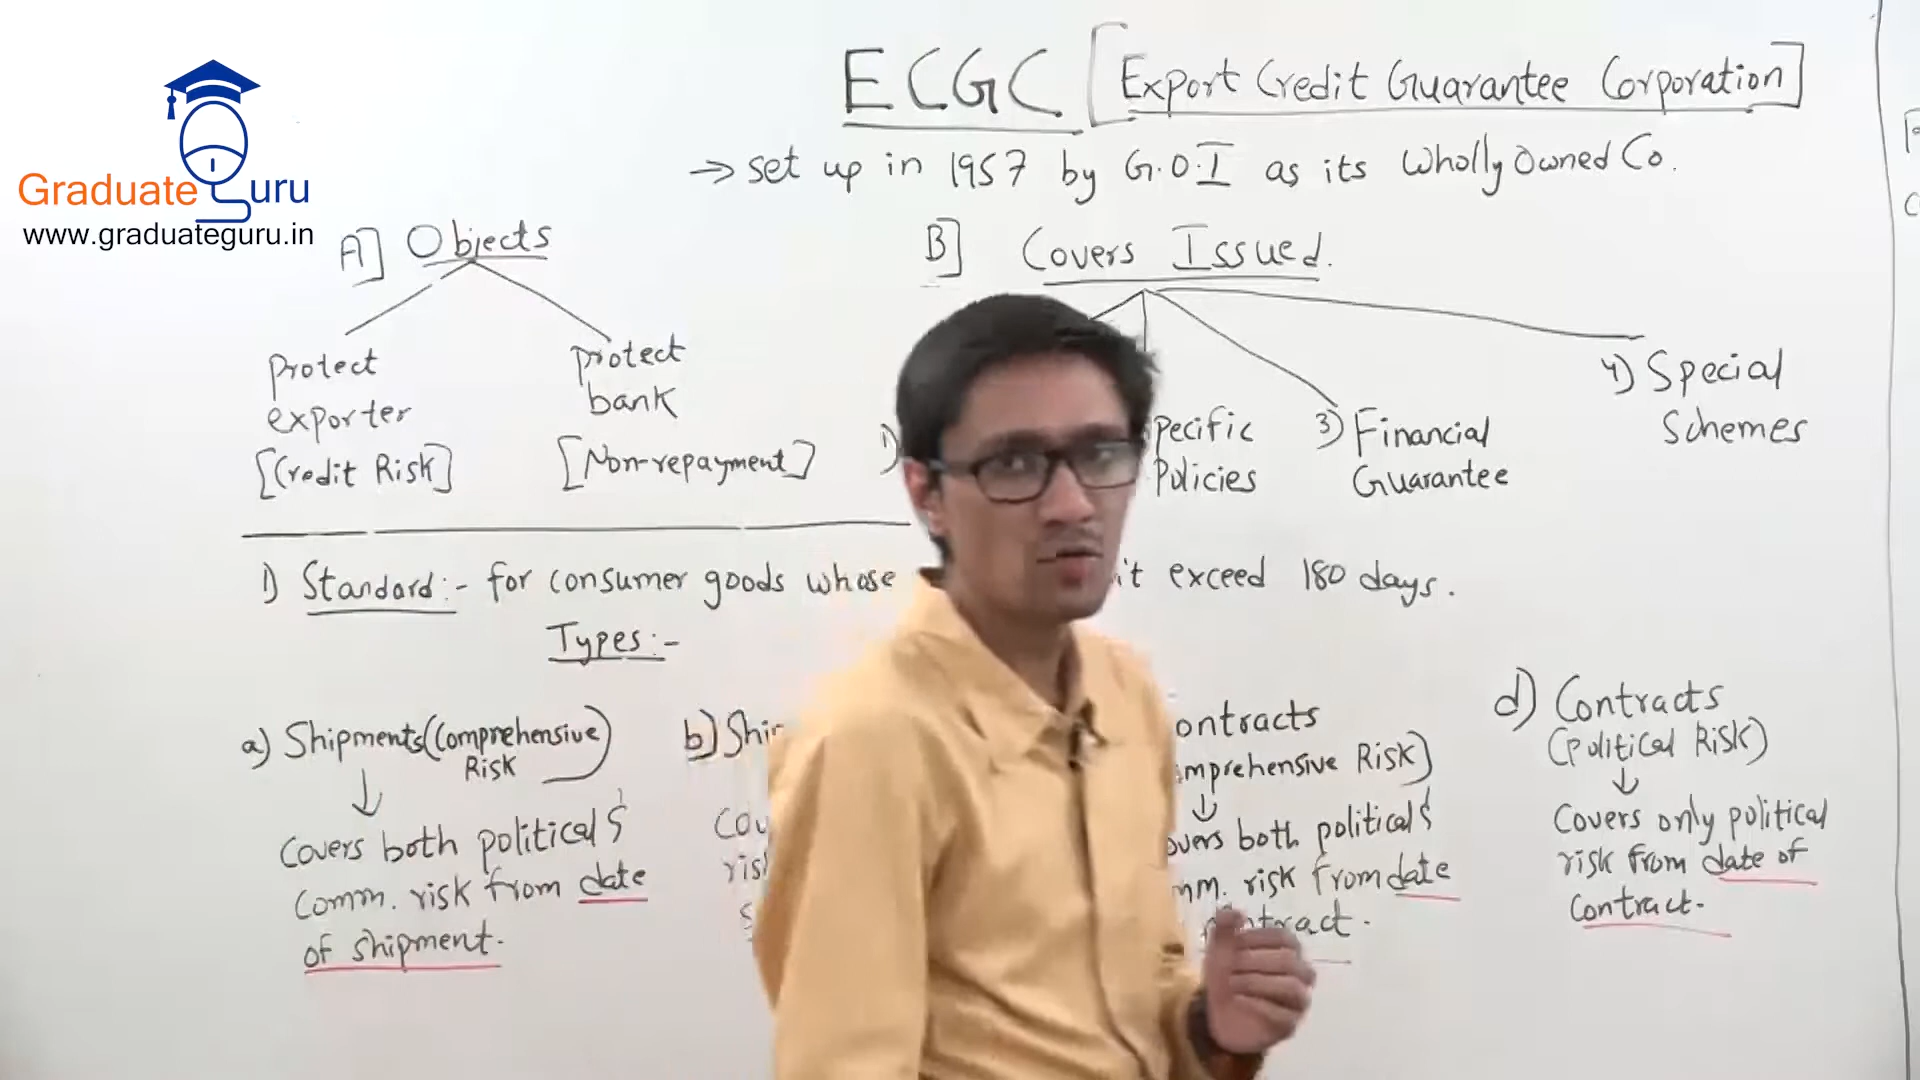 Graduate Guru
www.graduateguru.in
ECGC [Export Credit Guarantee Corporation]
→ set up in 1957 by G.O.I as its Wholly Owned Co.
A] Objects
Protect
exporter
[Credit Risk]
protect
bank
[Non-repayment]
B] Covers Issued.
1)
pecific
Policies
3) Financial
Guarantee
4) Special
Schemes
1) Standard:- for consumer goods whose
it exceed 180 days.
Types:-
a) Shipments (Comprehensive
Risk)
↓
Covers both political &
Comm. risk from date
of shipment.
b) Shi
ontracts
mprehensive Risk)
↓
overs both political &
mm. risk from date
ontract.
d) Contracts
(Political Risk)
↓
Covers only political
risk from date of
Contract.